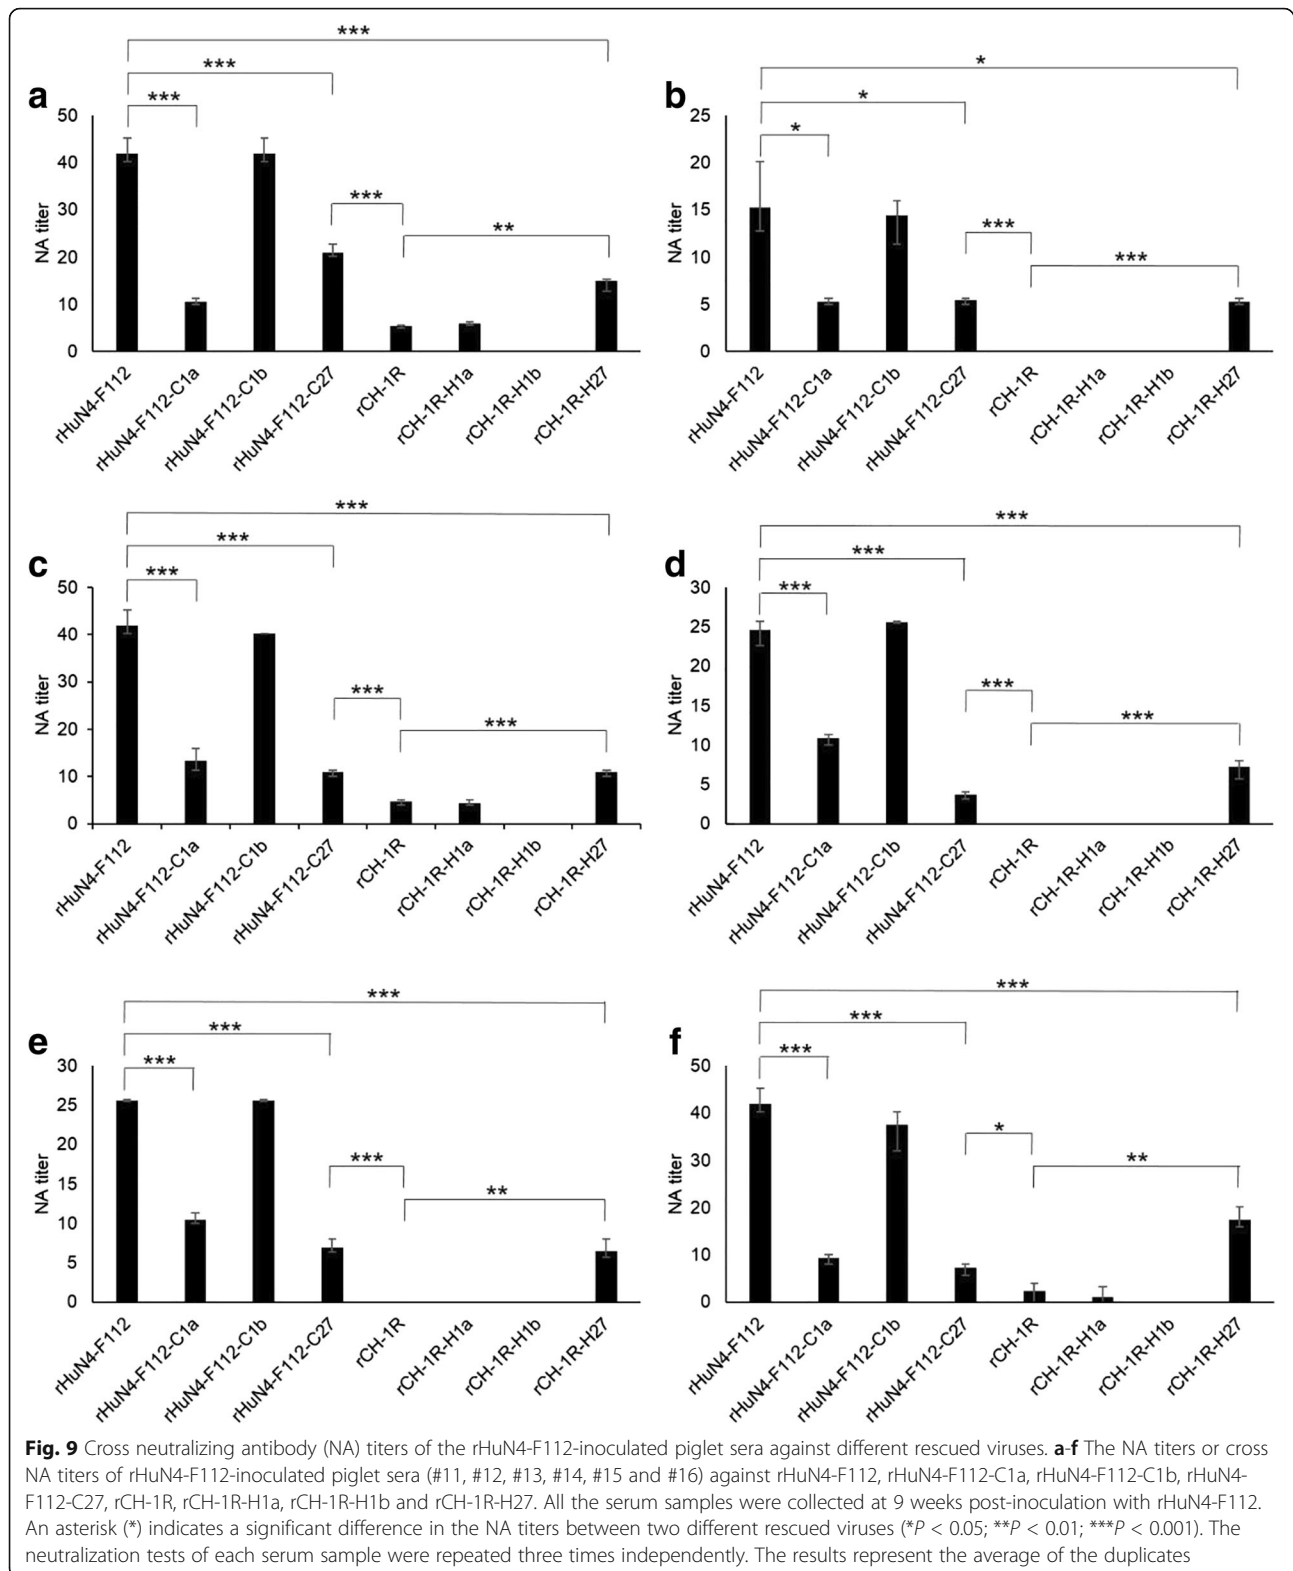 ***
***
***
a
50
40
30
20
10
0
NA titer
***
**
rHuN4-F112
rHuN4-F112-C1a
rHuN4-F112-C1b
rHuN4-F112-C27
rCH-1R
rCH-1R-H1a
rCH-1R-H1b
rCH-1R-H27
*
*
*
b
25
20
15
10
5
0
NA titer
***
***
rHuN4-F112
rHuN4-F112-C1a
rHuN4-F112-C1b
rHuN4-F112-C27
rCH-1R
rCH-1R-H1a
rCH-1R-H1b
rCH-1R-H27
***
***
***
c
50
40
30
20
10
0
NA titer
***
***
rHuN4-F112
rHuN4-F112-C1a
rHuN4-F112-C1b
rHuN4-F112-C27
rCH-1R
rCH-1R-H1a
rCH-1R-H1b
rCH-1R-H27
***
***
***
d
30
25
20
15
10
5
0
NA titer
***
***
rHuN4-F112
rHuN4-F112-C1a
rHuN4-F112-C1b
rHuN4-F112-C27
rCH-1R
rCH-1R-H1a
rCH-1R-H1b
rCH-1R-H27
***
***
***
e
30
25
20
15
10
5
0
NA titer
***
**
rHuN4-F112
rHuN4-F112-C1a
rHuN4-F112-C1b
rHuN4-F112-C27
rCH-1R
rCH-1R-H1a
rCH-1R-H1b
rCH-1R-H27
***
***
***
f
50
40
30
20
10
0
NA titer
*
**
rHuN4-F112
rHuN4-F112-C1a
rHuN4-F112-C1b
rHuN4-F112-C27
rCH-1R
rCH-1R-H1a
rCH-1R-H1b
rCH-1R-H27
Fig. 9 Cross neutralizing antibody (NA) titers of the rHuN4-F112-inoculated piglet sera against different rescued viruses. a-f The NA titers or cross
NA titers of rHuN4-F112-inoculated piglet sera (#11, #12, #13, #14, #15 and #16) against rHuN4-F112, rHuN4-F112-C1a, rHuN4-F112-C1b, rHuN4-
F112-C27, rCH-1R, rCH-1R-H1a, rCH-1R-H1b and rCH-1R-H27. All the serum samples were collected at 9 weeks post-inoculation with rHuN4-F112.
An asterisk (*) indicates a significant difference in the NA titers between two different rescued viruses (*P < 0.05; **P < 0.01; ***P < 0.001). The
neutralization tests of each serum sample were repeated three times independently. The results represent the average of the duplicates